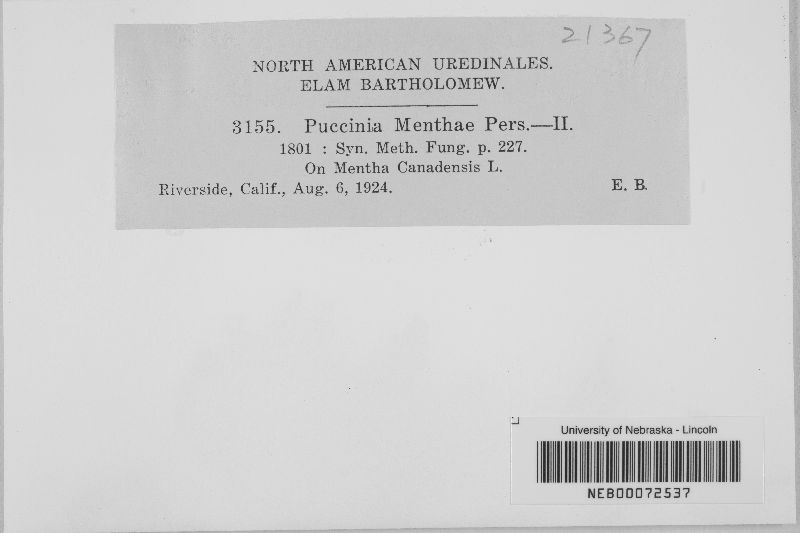 21367
NORTH AMERICAN UREDINALES.
ELAM BARTHOLOMEW.
3155. Puccinia Menthae Pers.—II.
1801 : Syn. Meth. Fung. p. 227.
On Mentha Canadensis L.
Riverside, Calif., Aug. 6, 1924. E. B.
University of Nebraska - Lincoln
NEB00072537